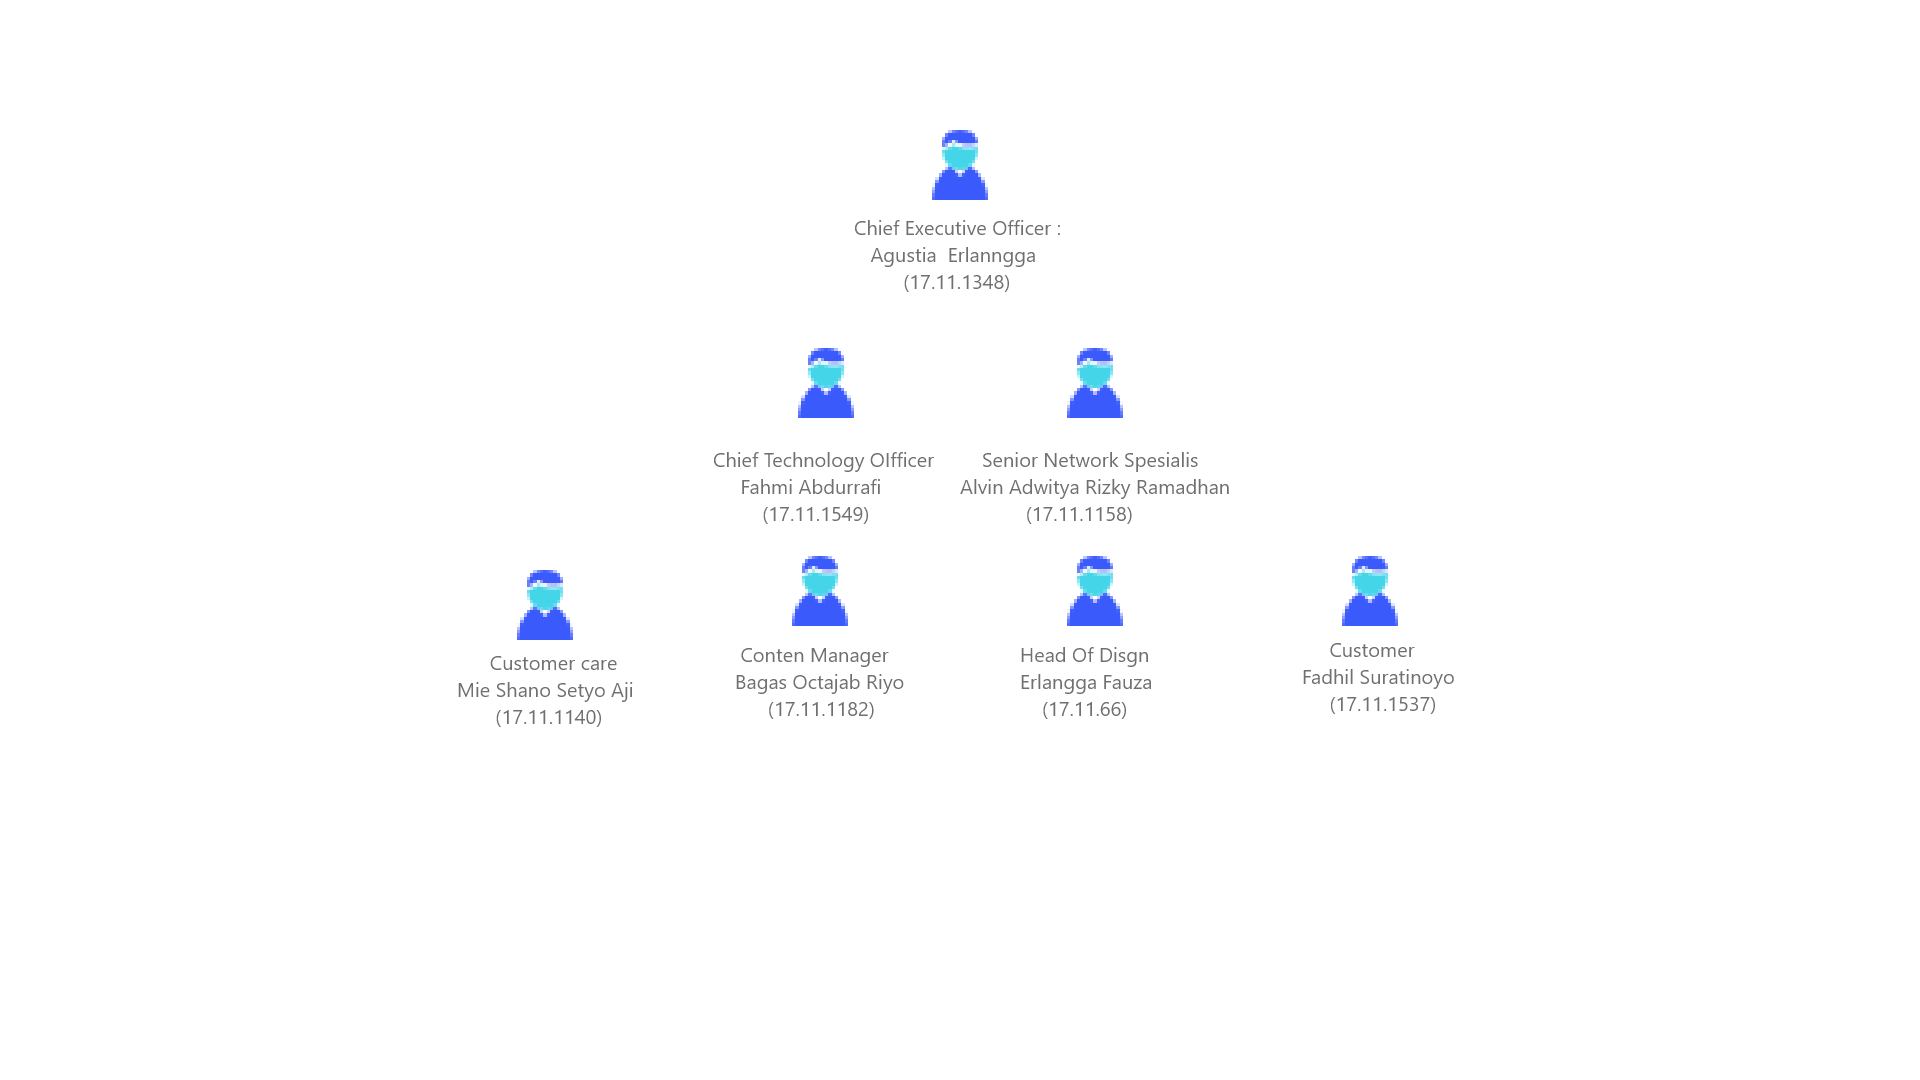 Chief Executive Officer :
Agustia  Erlanngga
(17.11.1348)
Chief Technology OIfficer
Fahmi Abdurrafi
(17.11.1549)
Senior Network Spesialis
Alvin Adwitya Rizky Ramadhan
(17.11.1158)
Customer care
Mie Shano Setyo Aji
(17.11.1140)
Conten Manager
Bagas Octajab Riyo
(17.11.1182)
Head Of Disgn
Erlangga Fauza
(17.11.66)
Customer
Fadhil Suratinoyo
(17.11.1537)